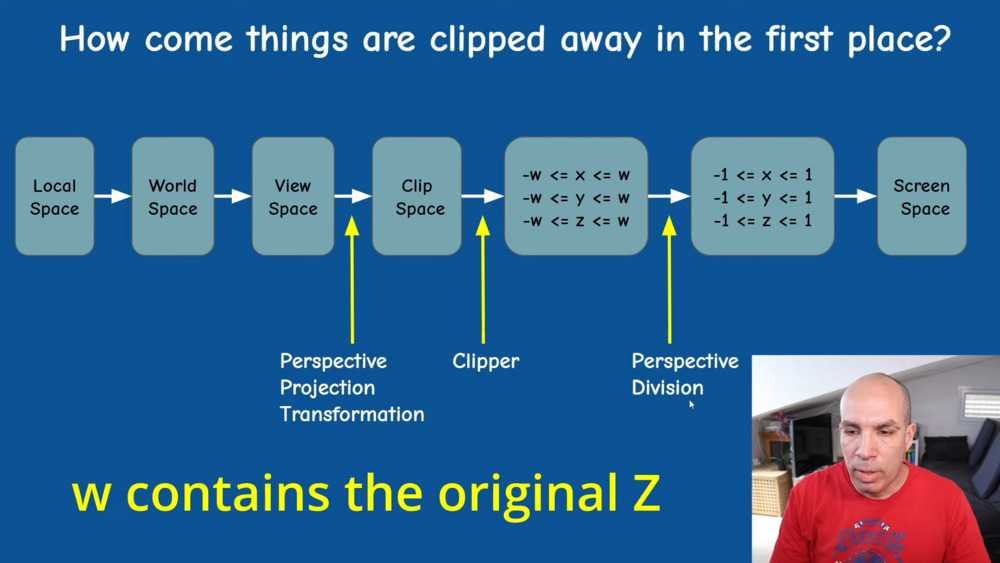 How come things are clipped away in the first place?
Local
Space
World
Space
View
Space
Clip
Space
-w <= x <= w
-w <= y <= w
-w <= z <= w
-1 <= x <= 1
-1 <= y <= 1
-1 <= z <= 1
Screen
Space
Perspective
Projection
Transformation
Clipper
Perspective
Division
w contains the original Z